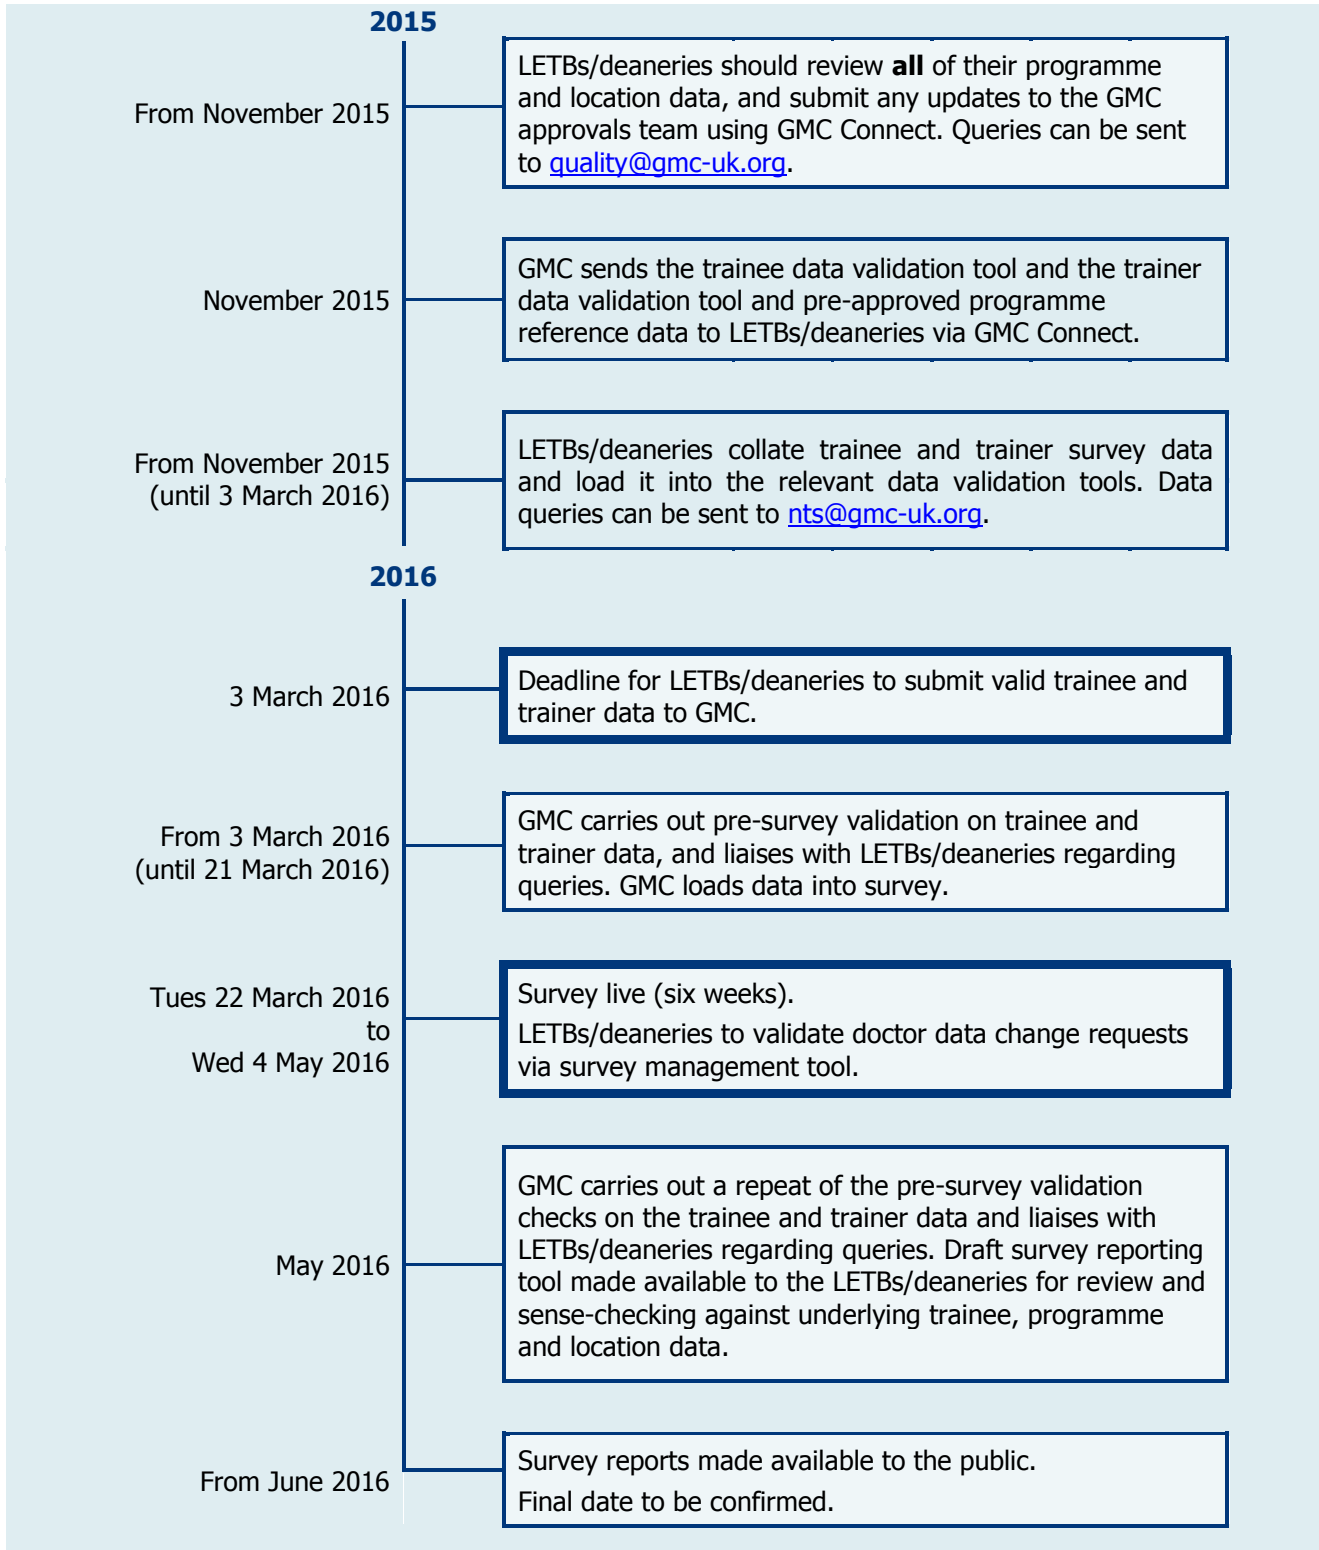 2015
From November 2015
LETBs/deaneries should review all of their programme
and location data, and submit any updates to the GMC
approvals team using GMC Connect. Queries can be sent
to quality@gmc-uk.org.
November 2015
GMC sends the trainee data validation tool and the trainer
data validation tool and pre-approved programme
reference data to LETBs/deaneries via GMC Connect.
From November 2015
(until 3 March 2016)
LETBs/deaneries collate trainee and trainer survey data
and load it into the relevant data validation tools. Data
queries can be sent to nts@gmc-uk.org.
2016
3 March 2016
Deadline for LETBs/deaneries to submit valid trainee and
trainer data to GMC.
From 3 March 2016
(until 21 March 2016)
GMC carries out pre-survey validation on trainee and
trainer data, and liaises with LETBs/deaneries regarding
queries. GMC loads data into survey.
Tues 22 March 2016
to
Wed 4 May 2016
Survey live (six weeks).
LETBs/deaneries to validate doctor data change requests
via survey management tool.
May 2016
GMC carries out a repeat of the pre-survey validation
checks on the trainee and trainer data and liaises with
LETBs/deaneries regarding queries. Draft survey reporting
tool made available to the LETBs/deaneries for review and
sense-checking against underlying trainee, programme
and location data.
From June 2016
Survey reports made available to the public.
Final date to be confirmed.